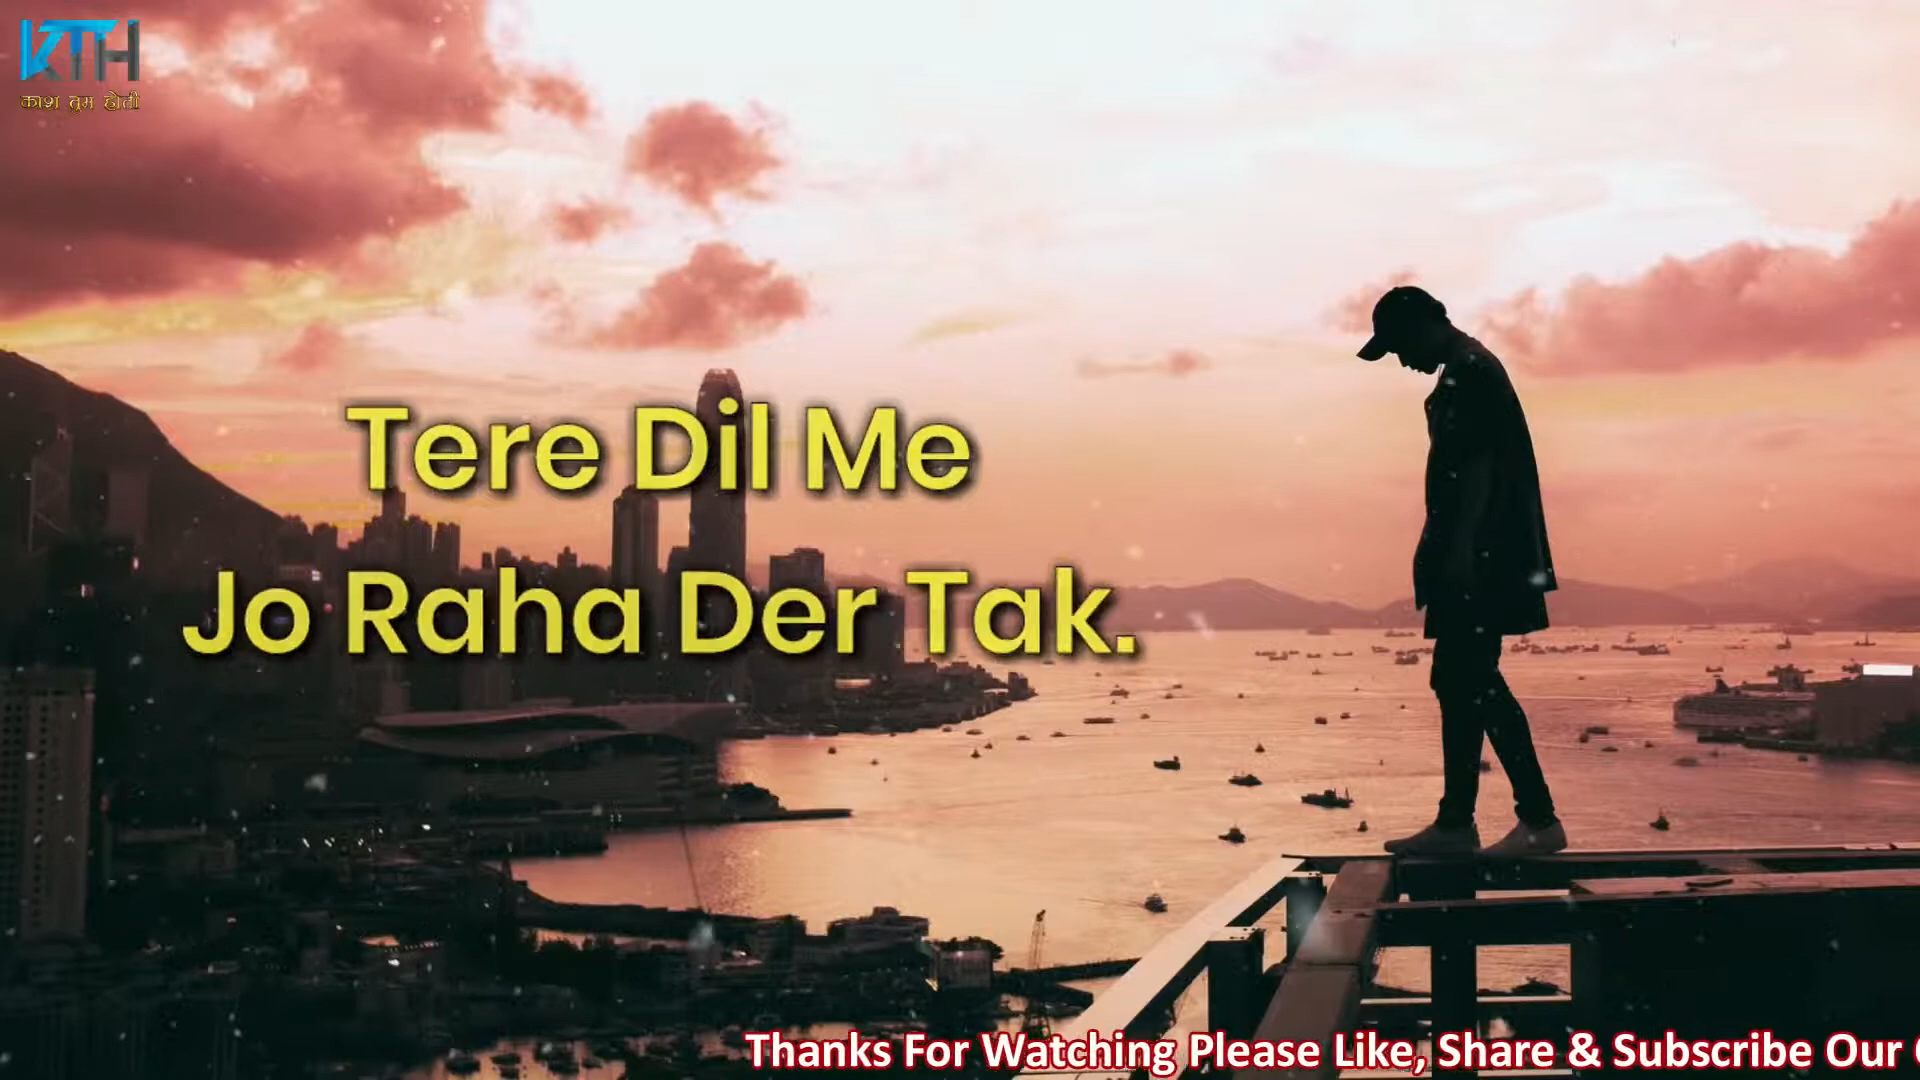 KTH
काश तुम होती
Tere Dil Me
Jo Raha Der Tak.
Thanks For Watching Please Like, Share & Subscribe Our